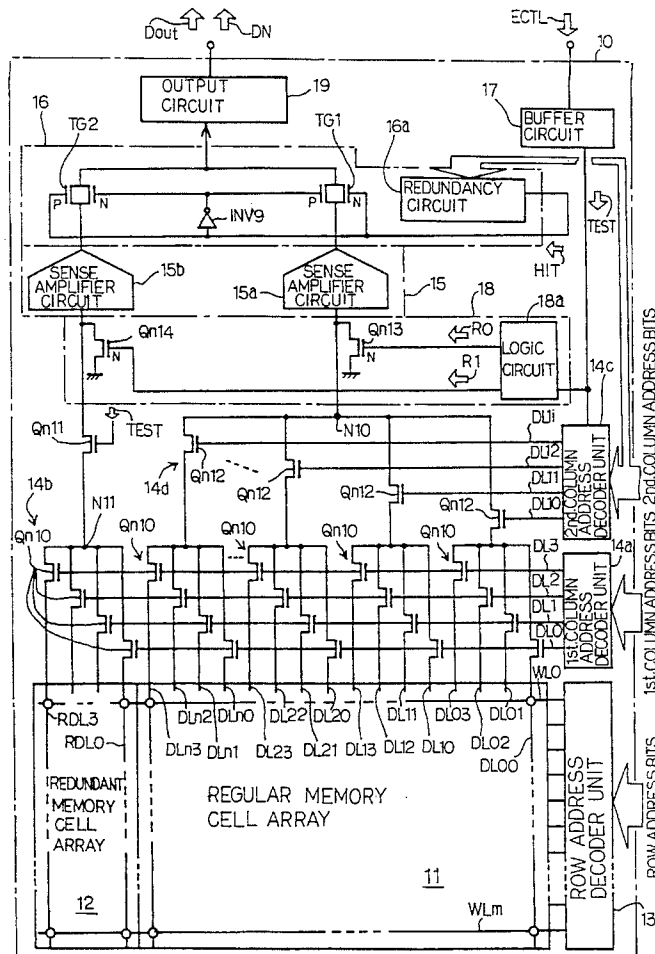 Dout
DN
ECTL
10
OUTPUT
CIRCUIT
19
17
BUFFER
CIRCUIT
16
TG2
TG1
16a
P
N
P
N
REDUNDANCY
CIRCUIT
INV9
TEST
HIT
SENSE
AMPLIFIER
CIRCUIT
15b
15a
SENSE
AMPLIFIER
CIRCUIT
15
18
18a
Qn14
N
Qn13
N
R0
R1
LOGIC
CIRCUIT
14c
Qn11
TEST
N10
14d
Qn12
Qn12
Qn12
Qn12
DL1i
DL12
DL11
DL10
2nd.COLUMN
ADDRESS
DECODER UNIT
2nd.COLUMN ADDRESS BITS
14b
N11
Qn10
Qn10
Qn10
Qn10
Qn10
DL3
DL2
DL1
DL0
14a
1st.COLUMN
ADDRESS
DECODER UNIT
1st.COLUMN ADDRESS BITS
WL0
RDL3
RDL0
DLn3
DLn2
DLn1
DLn0
DL23
DL22
DL21
DL20
DL13
DL12
DL11
DL10
DL03
DL02
DL01
DL00
REDUNDANT
MEMORY
CELL
ARRAY
12
REGULAR MEMORY
CELL ARRAY
11
WLm
ROW ADDRESS
DECODER UNIT
ROW ADDRESS BITS
13